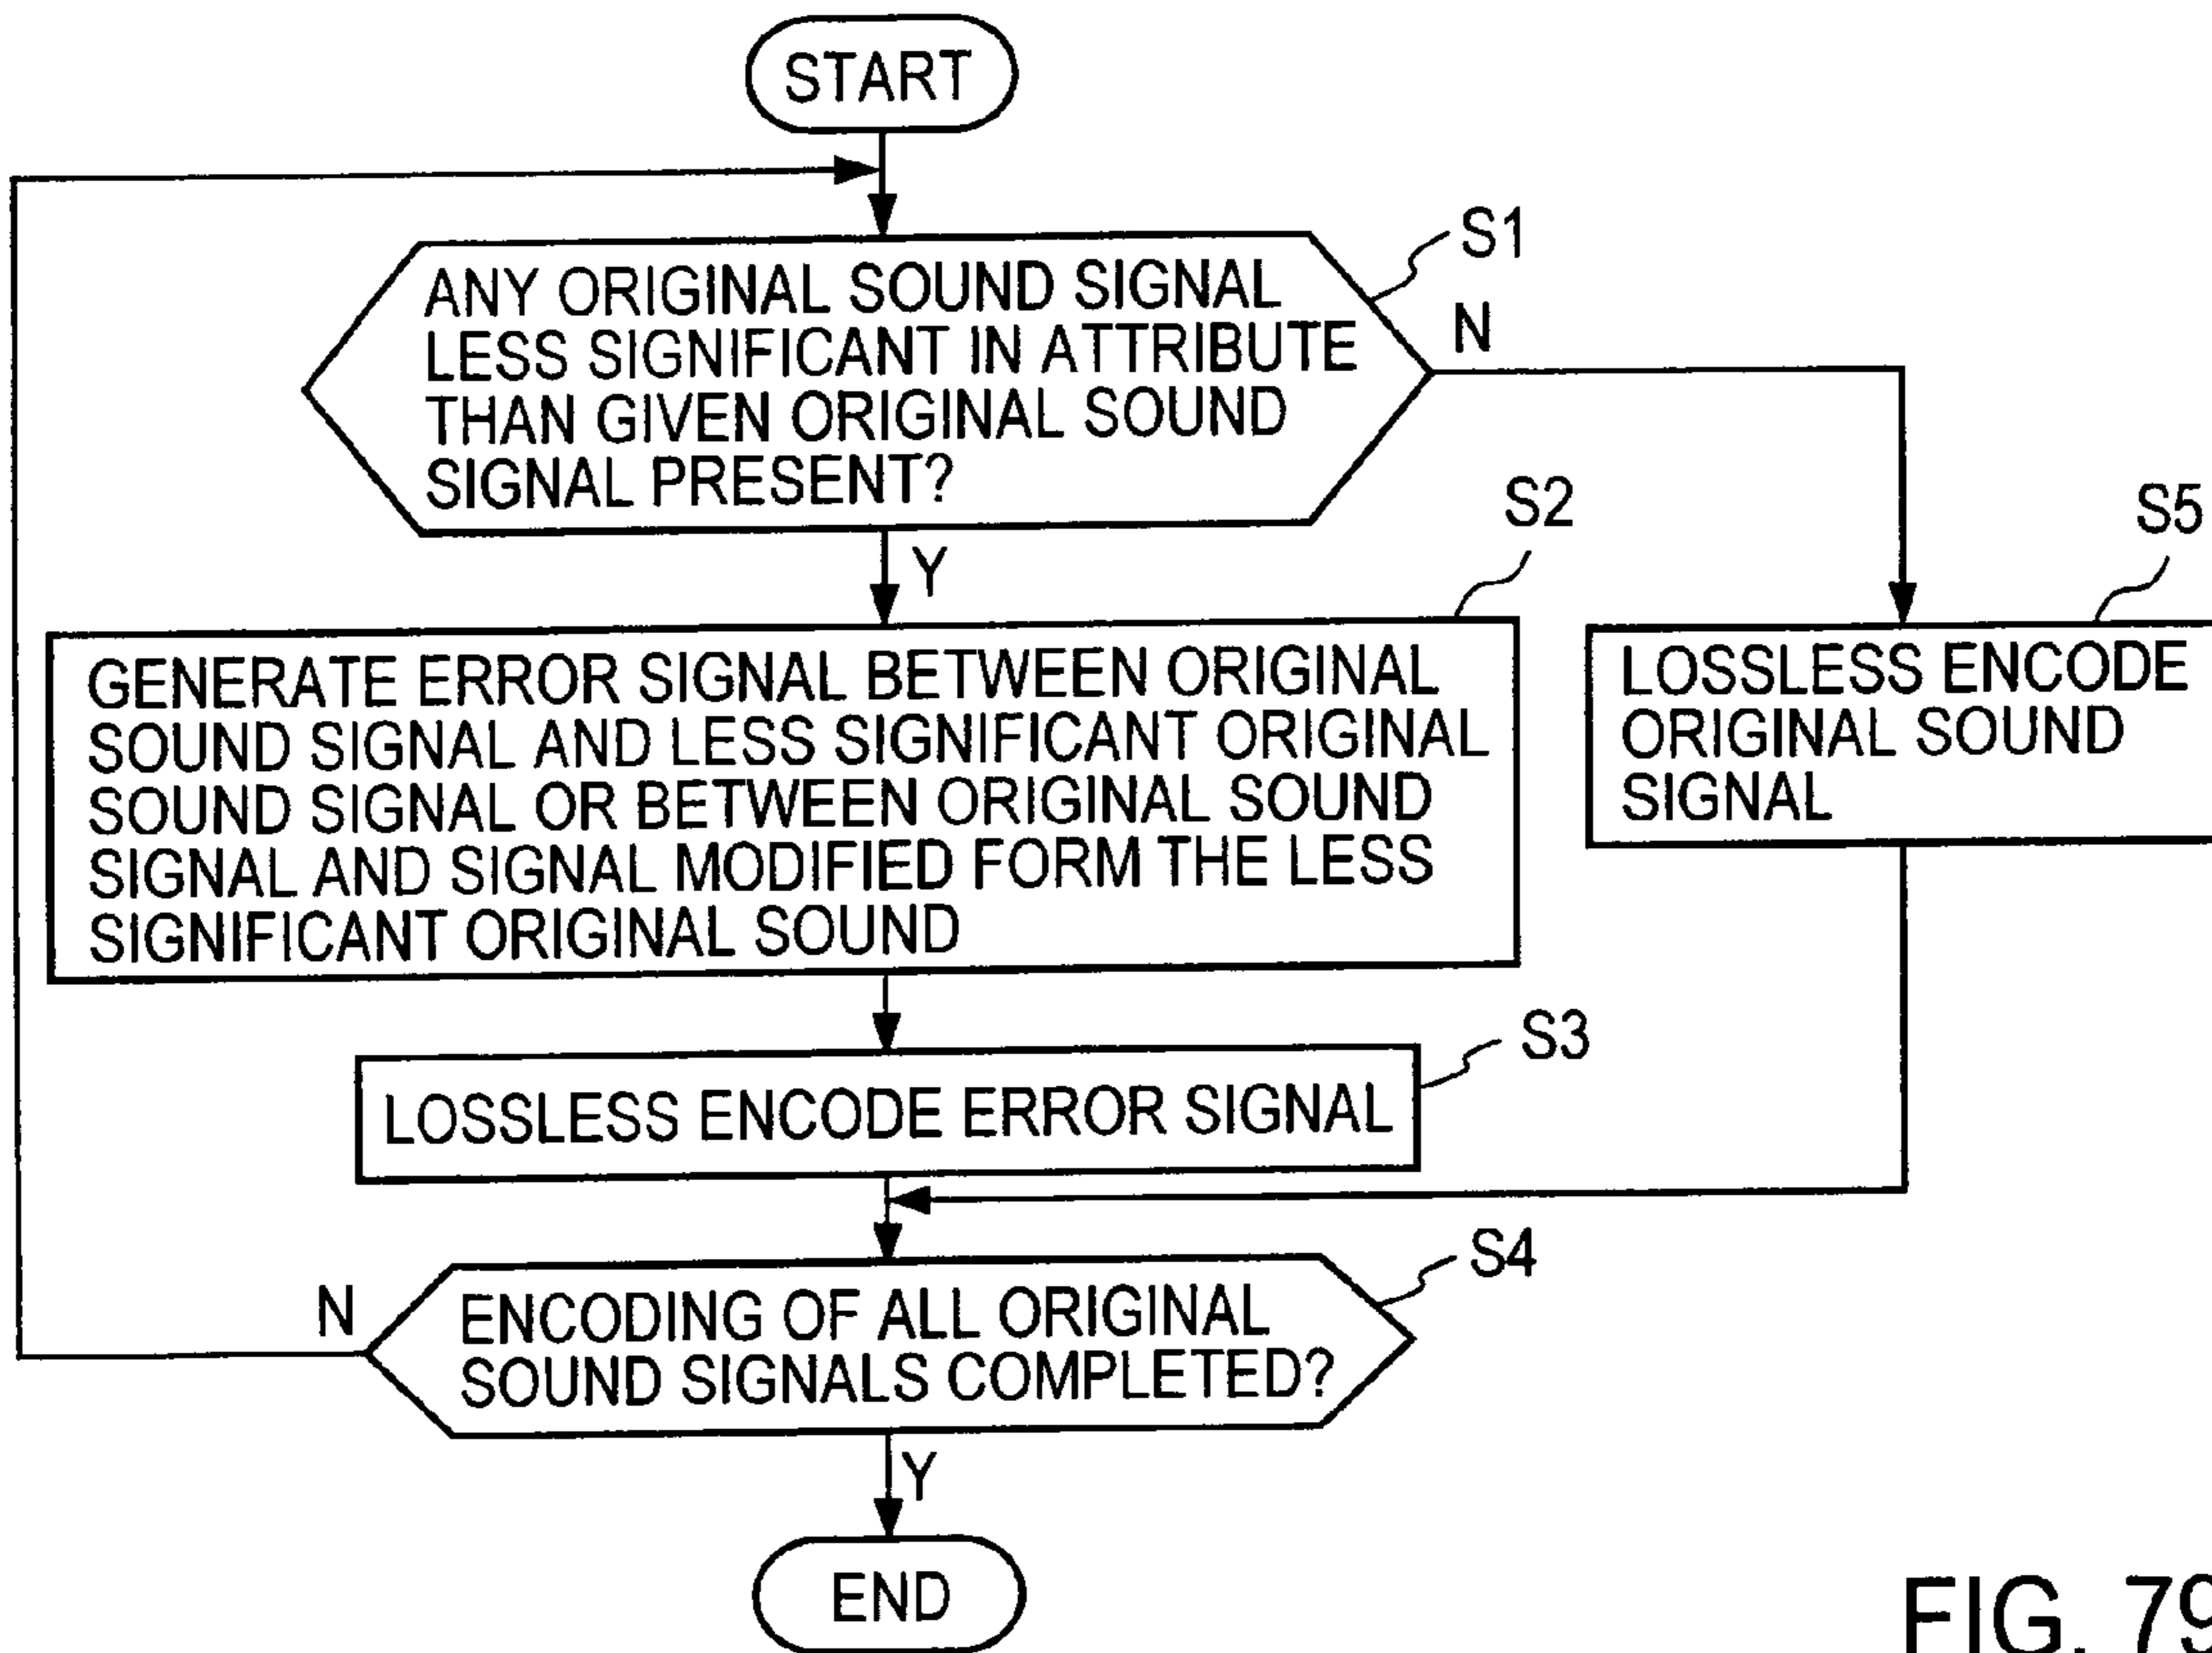 START
S1
ANY ORIGINAL SOUND SIGNAL
LESS SIGNIFICANT IN ATTRIBUTE
THAN GIVEN ORIGINAL SOUND
SIGNAL PRESENT?
N
Y
S2
GENERATE ERROR SIGNAL BETWEEN ORIGINAL
SOUND SIGNAL AND LESS SIGNIFICANT ORIGINAL
SOUND SIGNAL OR BETWEEN ORIGINAL SOUND
SIGNAL AND SIGNAL MODIFIED FORM THE LESS
SIGNIFICANT ORIGINAL SOUND
S5
LOSSLESS ENCODE
ORIGINAL SOUND
SIGNAL
S3
LOSSLESS ENCODE ERROR SIGNAL
S4
N
ENCODING OF ALL ORIGINAL
SOUND SIGNALS COMPLETED?
Y
END
FIG. 79